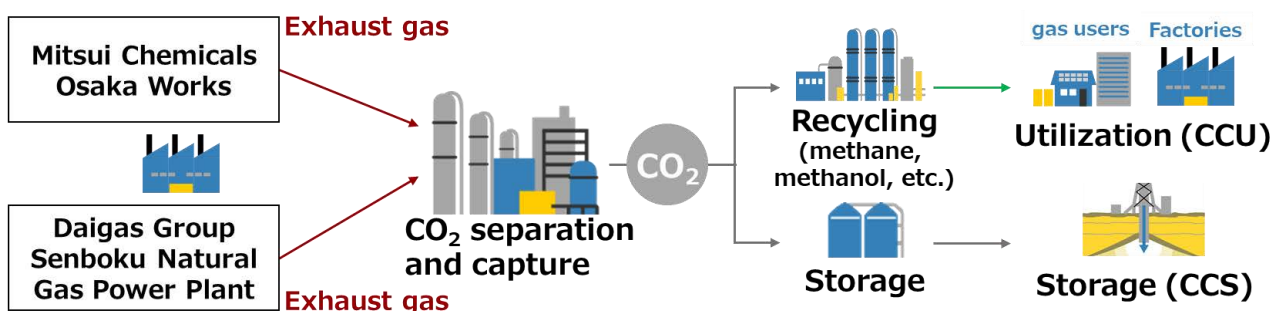 Exhaust gas
Mitsui Chemicals
Osaka Works
Daigas Group
Senboku Natural
Gas Power Plant
Exhaust gas
CO₂ separation
and capture
CO₂
Recycling
(methane,
methanol, etc.)
Storage
gas users
Factories
Utilization (CCU)
Storage (CCS)